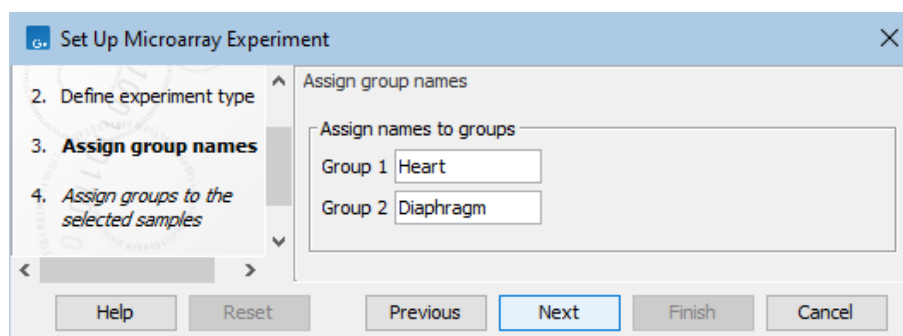 G.
Set Up Microarray Experiment
2. Define experiment type
3. Assign group names
4. Assign groups to the
selected samples
Assign group names
Assign names to groups
Group 1 Heart
Group 2 Diaphragm
Help Reset Previous Next Finish Cancel